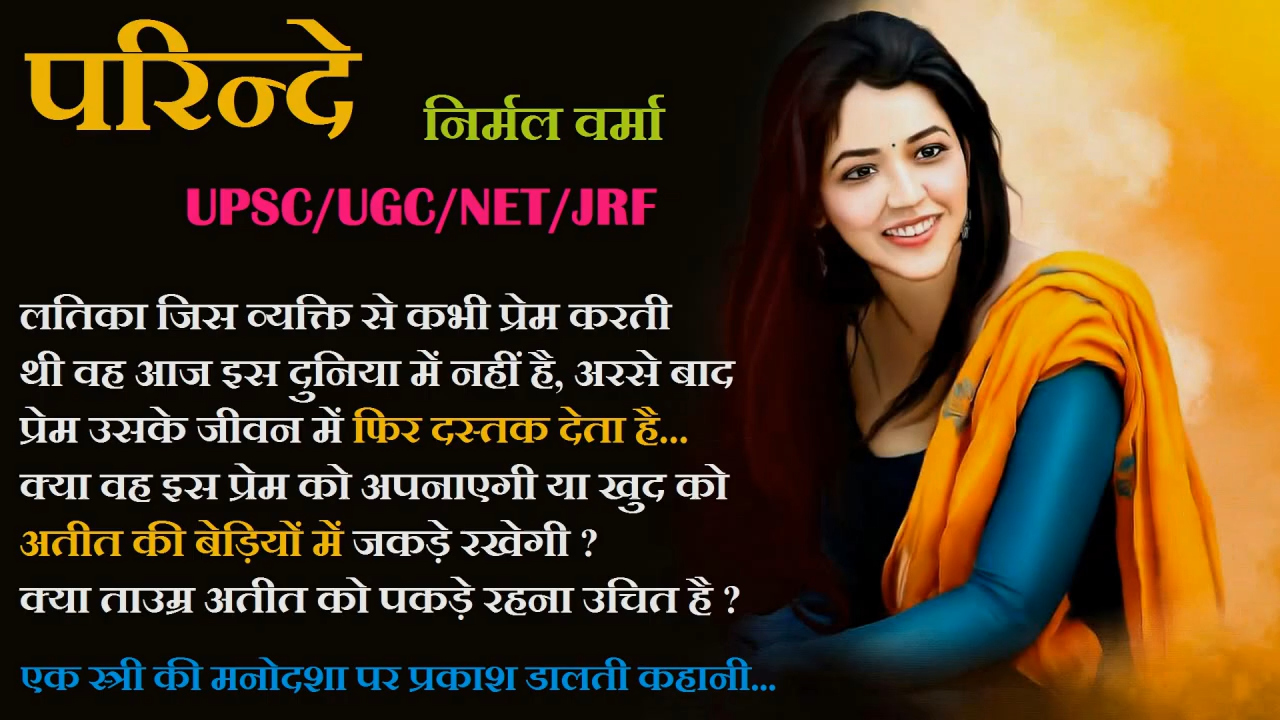 परिन्दे
निर्मल वर्मा
UPSC/UGC/NET/JRF
लतिका जिस व्यक्ति से कभी प्रेम करती
थी वह आज इस दुनिया में नहीं है, अरसे बाद
प्रेम उसके जीवन में फिर दस्तक देता है...
क्या वह इस प्रेम को अपनाएगी या खुद को
अतीत की बेड़ियों में जकड़े रखेगी ?
क्या ताउम्र अतीत को पकड़े रहना उचित है ?
एक स्त्री की मनोदशा पर प्रकाश डालती कहानी...